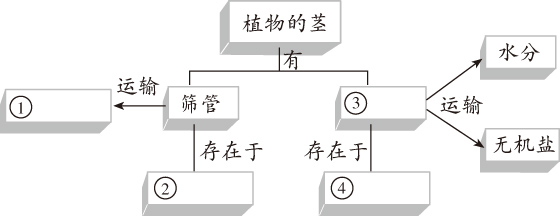 植物的茎
有
水分
运输
①
筛管
③
运输
无机盐
存在于
存在于
②
④